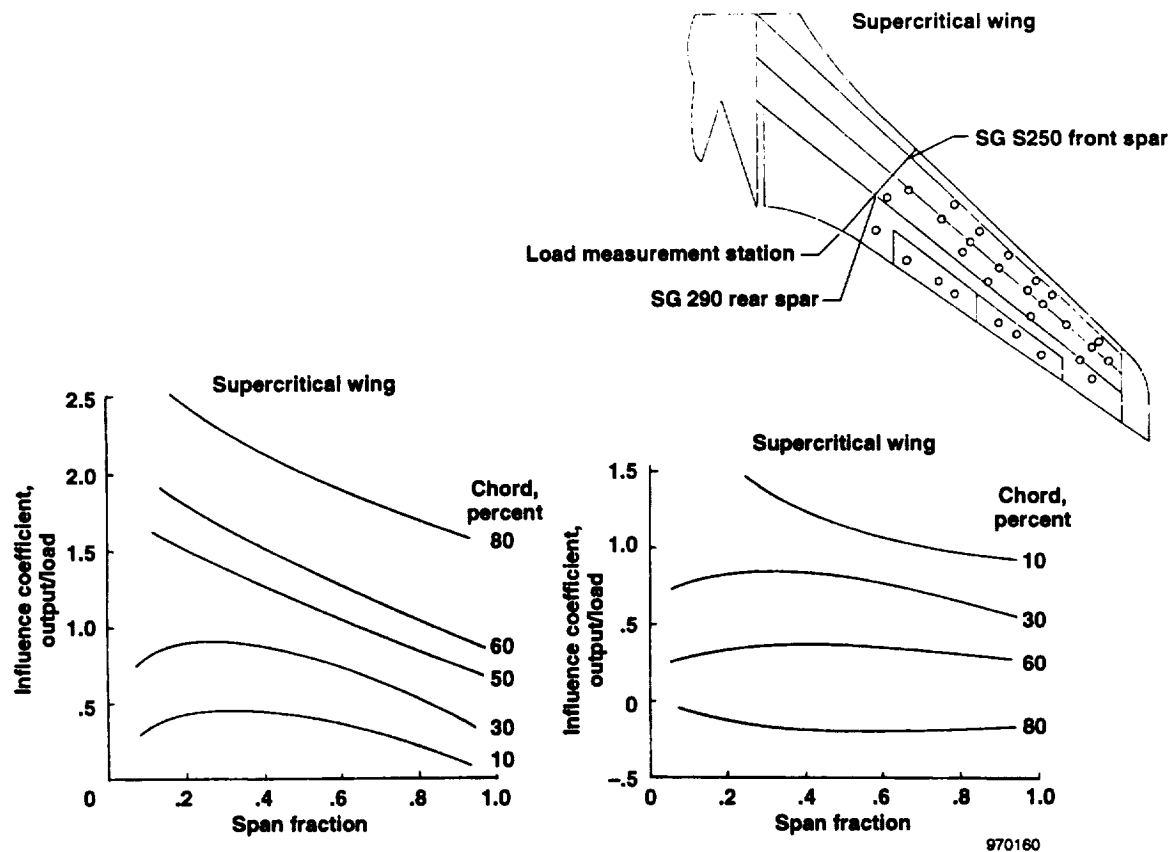 Supercritical wing
SG S250 front spar
Load measurement station
SG 290 rear spar
Supercritical wing
2.5
2.0
1.5
1.0
.5
0
.2
.4
.6
.8
1.0
Influence coefficient,
output/load
Span fraction
Chord,
percent
80
60
50
30
10
Supercritical wing
1.5
1.0
.5
0
-.5
0
.2
.4
.6
.8
1.0
Influence coefficient,
output/load
Span fraction
Chord,
percent
10
30
60
80
970160